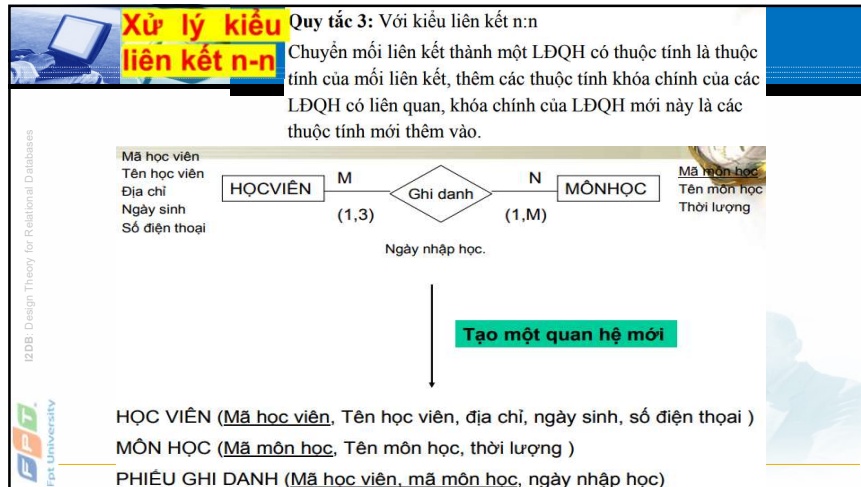 Xử lý kiểu
liên kết n-n
Quy tắc 3: Với kiểu liên kết n:n
Chuyển mối liên kết thành một LĐQH có thuộc tính là thuộc
tính của mối liên kết, thêm các thuộc tính khóa chính của các
LĐQH có liên quan, khóa chính của LĐQH mới này là các
thuộc tính mới thêm vào.
Mã học viên
Tên học viên
Địa chỉ
Ngày sinh
Số điện thoại
HỌCVIÊN
M
(1,3)
Ghi danh
N
(1,M)
MÔNHỌC
Mã môn học
Tên môn học
Thời lượng
Ngày nhập học.
Tạo một quan hệ mới
HỌC VIÊN (Mã học viên, Tên học viên, địa chỉ, ngày sinh, số điện thọai )
MÔN HỌC (Mã môn học, Tên môn học, thời lượng )
PHIẾU GHI DANH (Mã học viên, mã môn học, ngày nhập học)
I2DB: Design Theory for Relational Databases
FPT.
Fpt University